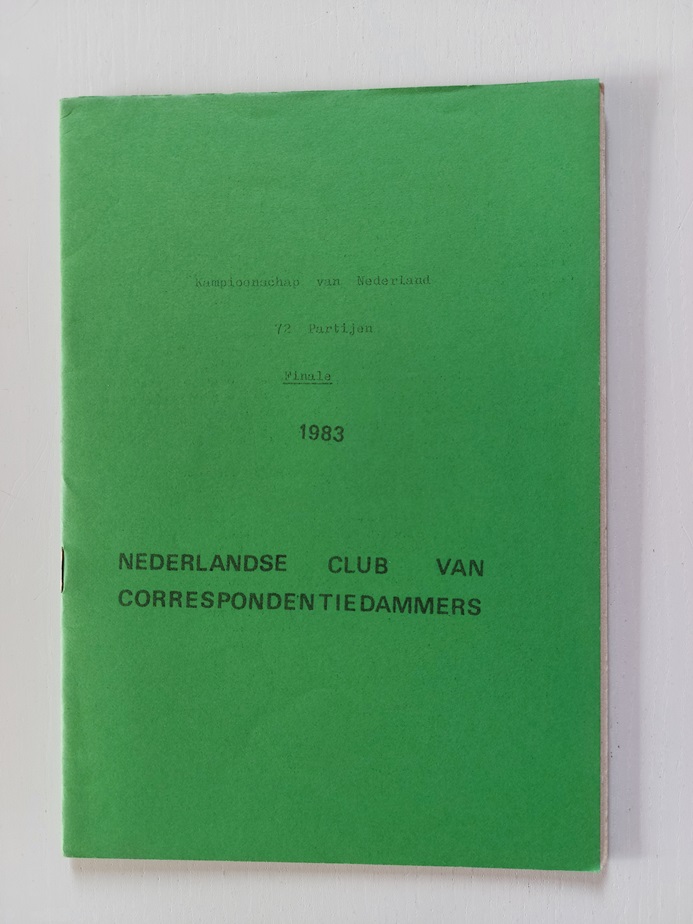 Kampioenschap van Nederland
72 Partijen
Finale
1983
NEDERLANDSE CLUB VAN
CORRESPONDENTIEDAMMERS